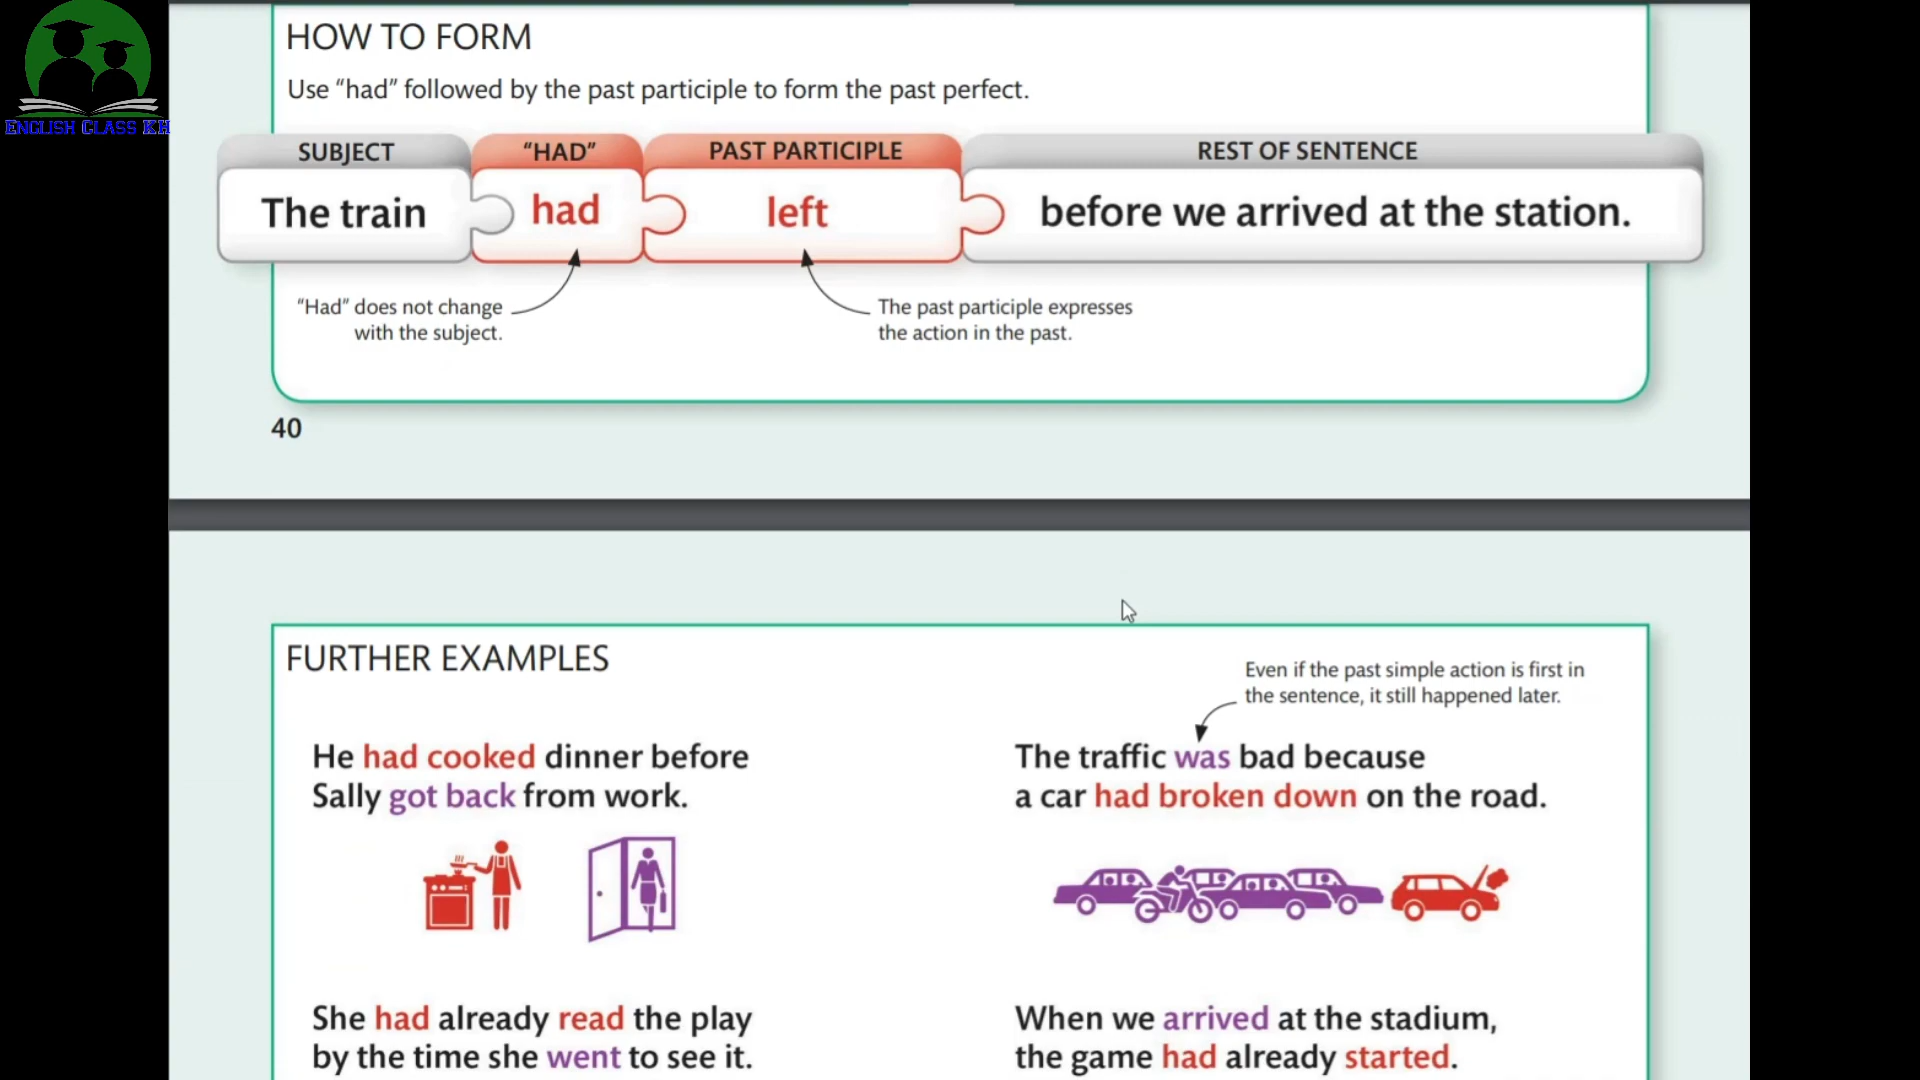 ENGLISH CLASS KH
HOW TO FORM
Use “had” followed by the past participle to form the past perfect.
SUBJECT
“HAD”
PAST PARTICIPLE
REST OF SENTENCE
The train
had
left
before we arrived at the station.
“Had” does not change
with the subject.
The past participle expresses
the action in the past.
40
FURTHER EXAMPLES
Even if the past simple action is first in
the sentence, it still happened later.
He had cooked dinner before
Sally got back from work.
The traffic was bad because
a car had broken down on the road.
She had already read the play
by the time she went to see it.
When we arrived at the stadium,
the game had already started.